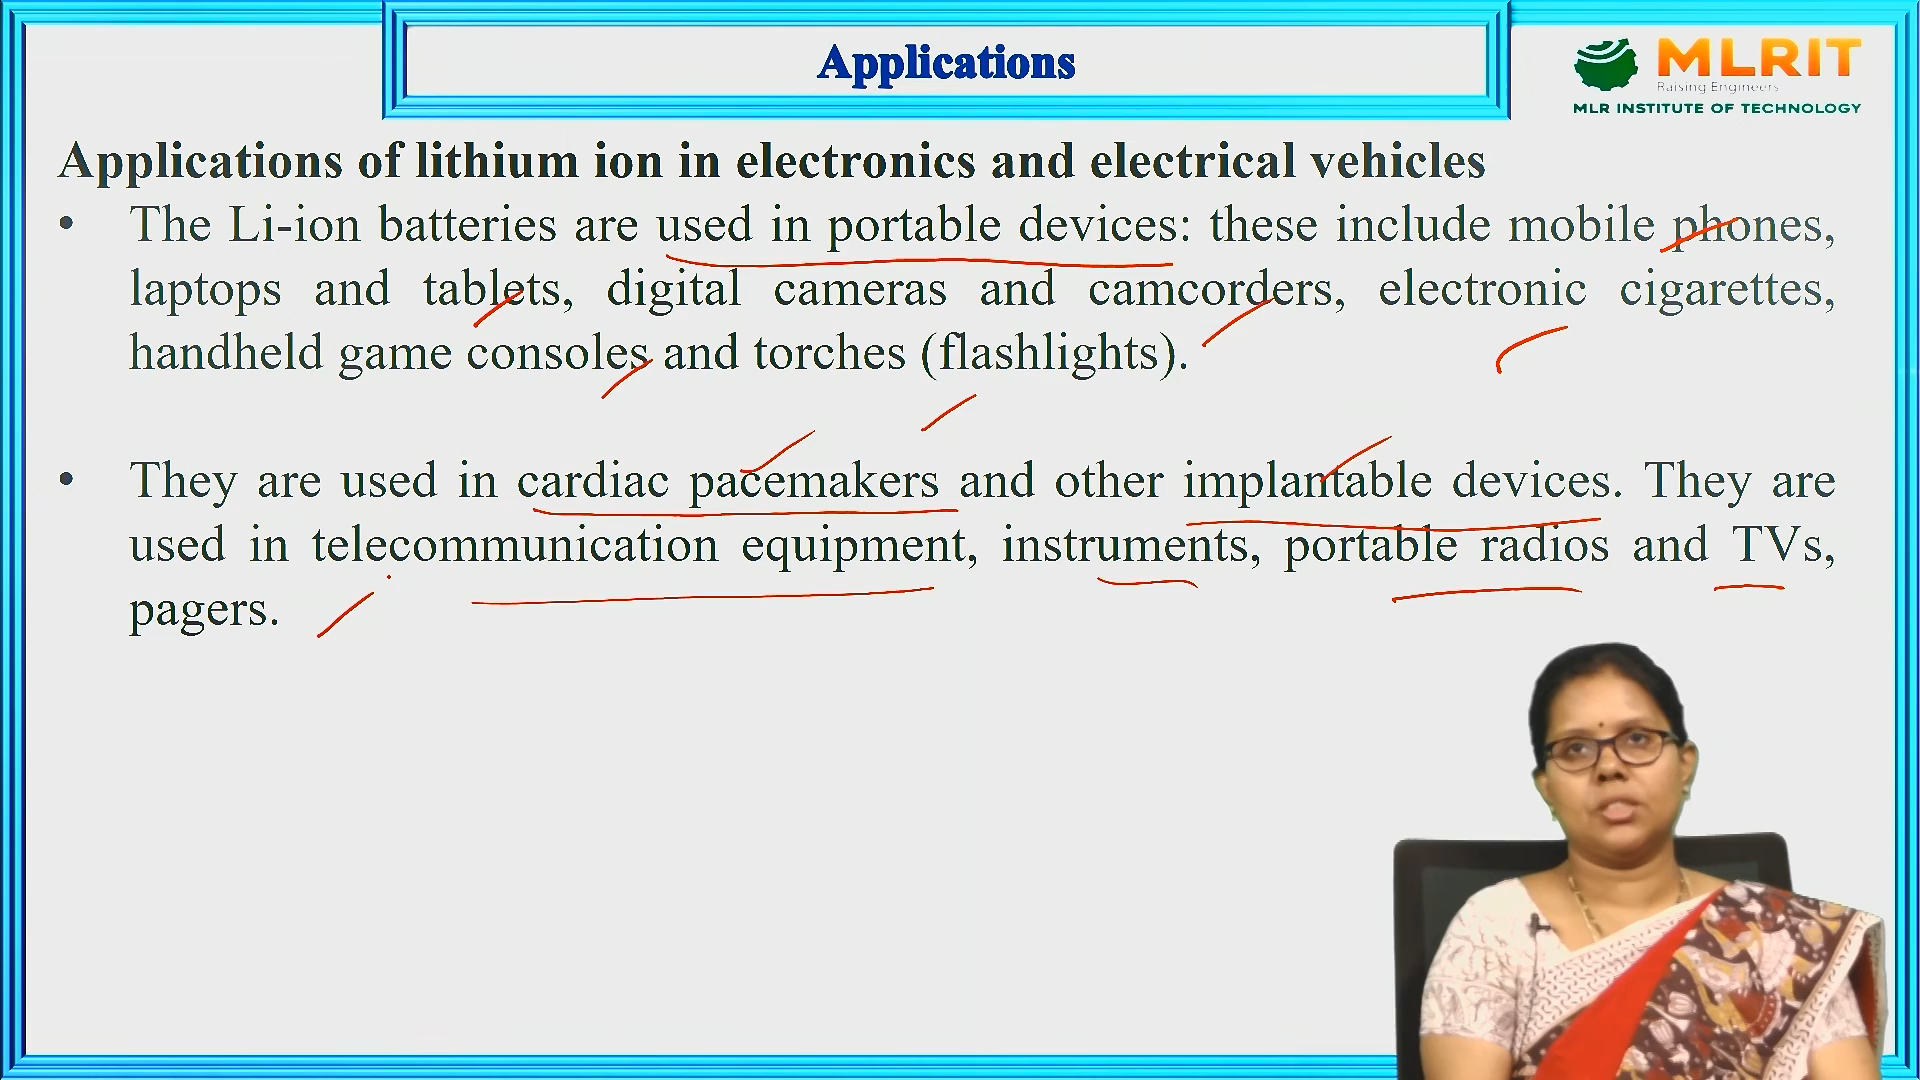 Applications
MLRIT
Raising Engineers
MLR INSTITUTE OF TECHNOLOGY
Applications of lithium ion in electronics and electrical vehicles
• The Li-ion batteries are used in portable devices: these include mobile phones,
laptops and tablets, digital cameras and camcorders, electronic cigarettes,
handheld game consoles and torches (flashlights).
• They are used in cardiac pacemakers and other implantable devices. They are
used in telecommunication equipment, instruments, portable radios and TVs,
pagers.